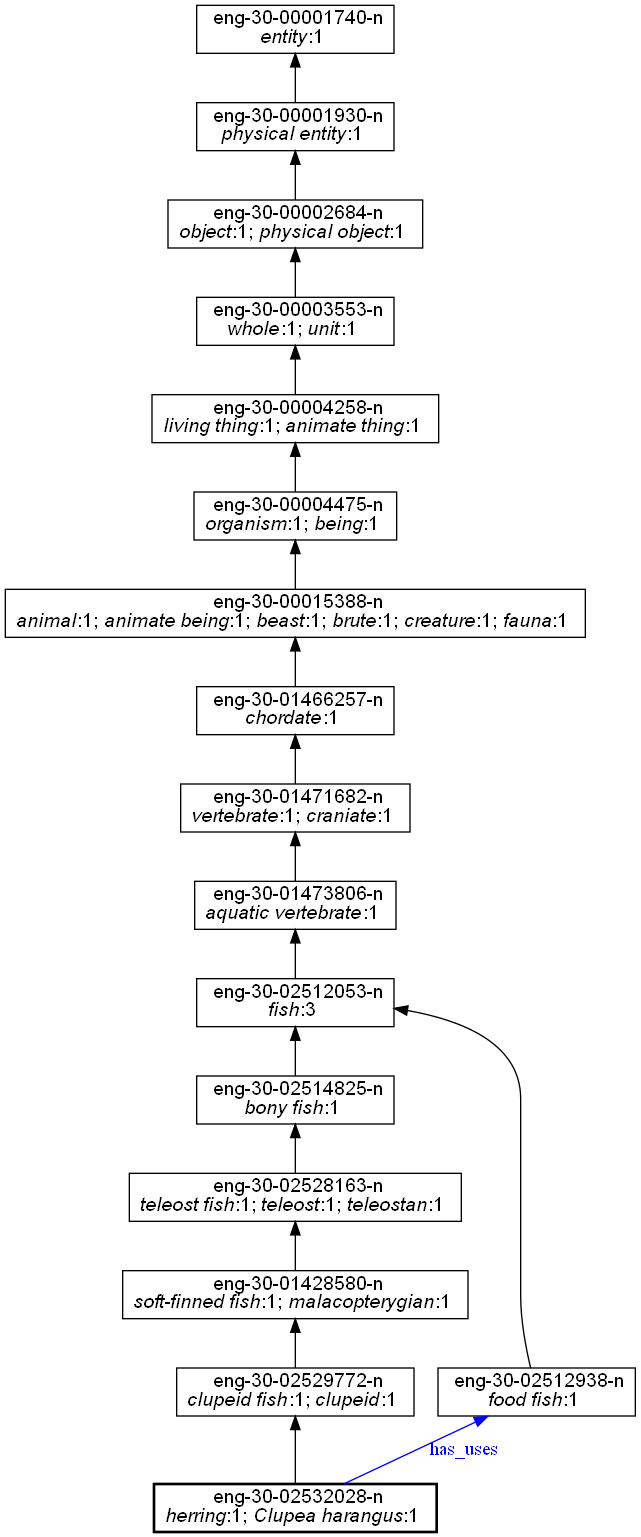 eng-30-00001740-n
entity:1
eng-30-00001930-n
physical entity:1
eng-30-00002684-n
object:1; physical object:1
eng-30-00003553-n
whole:1; unit:1
eng-30-00004258-n
living thing:1; animate thing:1
eng-30-00004475-n
organism:1; being:1
eng-30-00015388-n
animal:1; animate being:1; beast:1; brute:1; creature:1; fauna:1
eng-30-01466257-n
chordate:1
eng-30-01471682-n
vertebrate:1; craniate:1
eng-30-01473806-n
aquatic vertebrate:1
eng-30-02512053-n
fish:3
eng-30-02514825-n
bony fish:1
eng-30-02528163-n
teleost fish:1; teleost:1; teleostan:1
eng-30-01428580-n
soft-finned fish:1; malacopterygian:1
eng-30-02529772-n
clupeid fish:1; clupeid:1
eng-30-02512938-n
food fish:1
has_uses
eng-30-02532028-n
herring:1; Clupea harangus:1